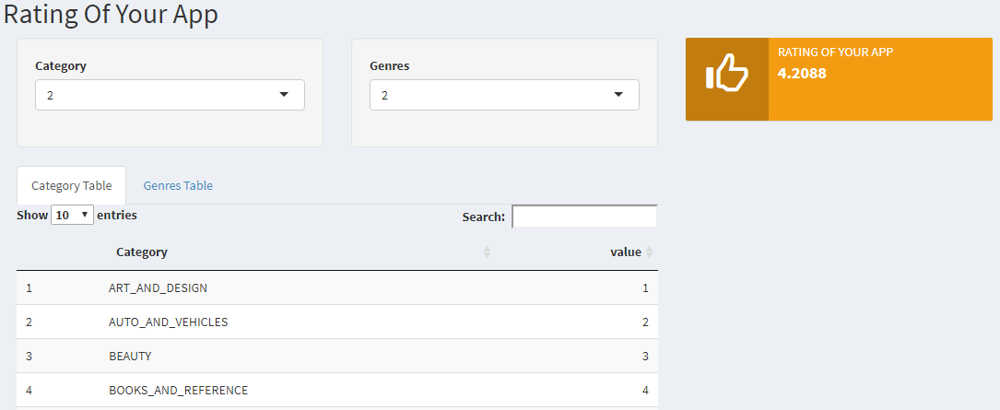 Rating Of Your App
Category
2
Genres
2
RATING OF YOUR APP
4.2088
Category Table Genres Table
Show 10 entries Search:
Category value
1 ART_AND_DESIGN 1
2 AUTO_AND_VEHICLES 2
3 BEAUTY 3
4 BOOKS_AND_REFERENCE 4